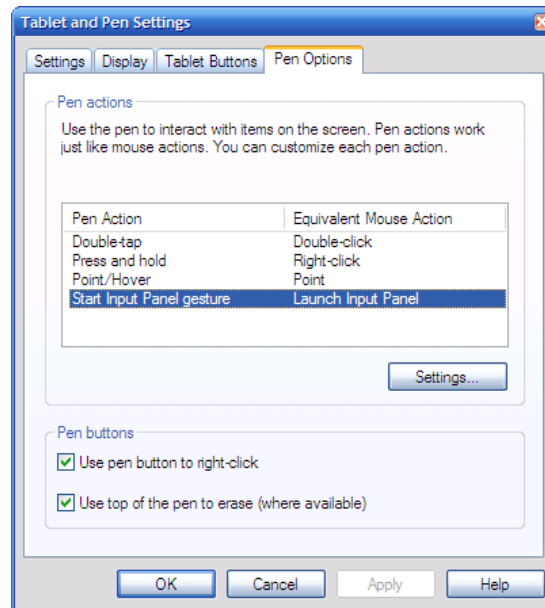 Tablet and Pen Settings
Settings Display Tablet Buttons Pen Options
Pen actions
Use the pen to interact with items on the screen. Pen actions work
just like mouse actions. You can customize each pen action.
Pen Action Equivalent Mouse Action
Double-tap Double-click
Press and hold Right-click
Point/Hover Point
Start Input Panel gesture Launch Input Panel
Settings...
Pen buttons
Use pen button to right-click
Use top of the pen to erase (where available)
OK Cancel Apply Help